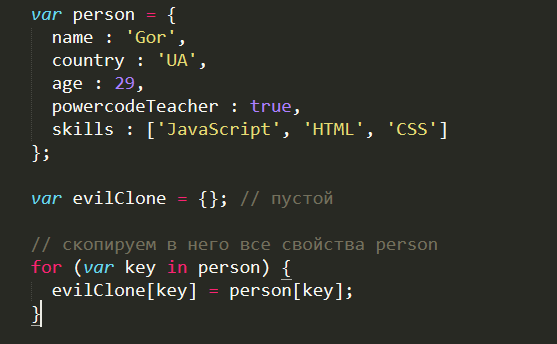 var person = {
name : 'Gor',
country : 'UA',
age : 29,
powercodeTeacher : true,
skills : ['JavaScript', 'HTML', 'CSS']
};
var evilClone = {}; // пустой
// скопируем в него все свойства person
for (var key in person) {
evilClone[key] = person[key];
}